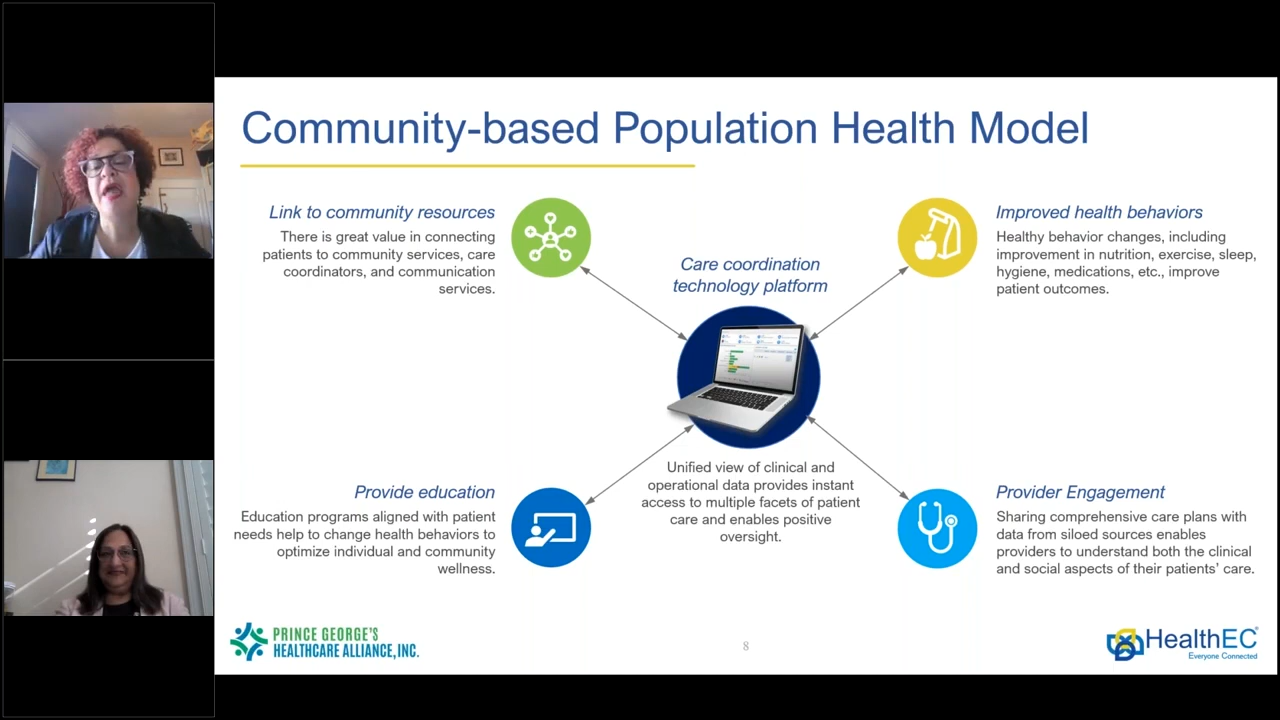 Community-based Population Health Model
Link to community resources
There is great value in connecting
patients to community services, care
coordinators, and communication
services.
Improved health behaviors
Healthy behavior changes, including
improvement in nutrition, exercise, sleep,
hygiene, medications, etc., improve
patient outcomes.
Care coordination
technology platform
Unified view of clinical and
operational data provides instant
access to multiple facets of patient
care and enables positive
oversight.
Provide education
Education programs aligned with patient
needs help to change health behaviors to
optimize individual and community
wellness.
Provider Engagement
Sharing comprehensive care plans with
data from siloed sources enables
providers to understand both the clinical
and social aspects of their patients' care.
PRINCE GEORGE'S
HEALTHCARE ALLIANCE, INC.
8
HealthEC®
Everyone Connected